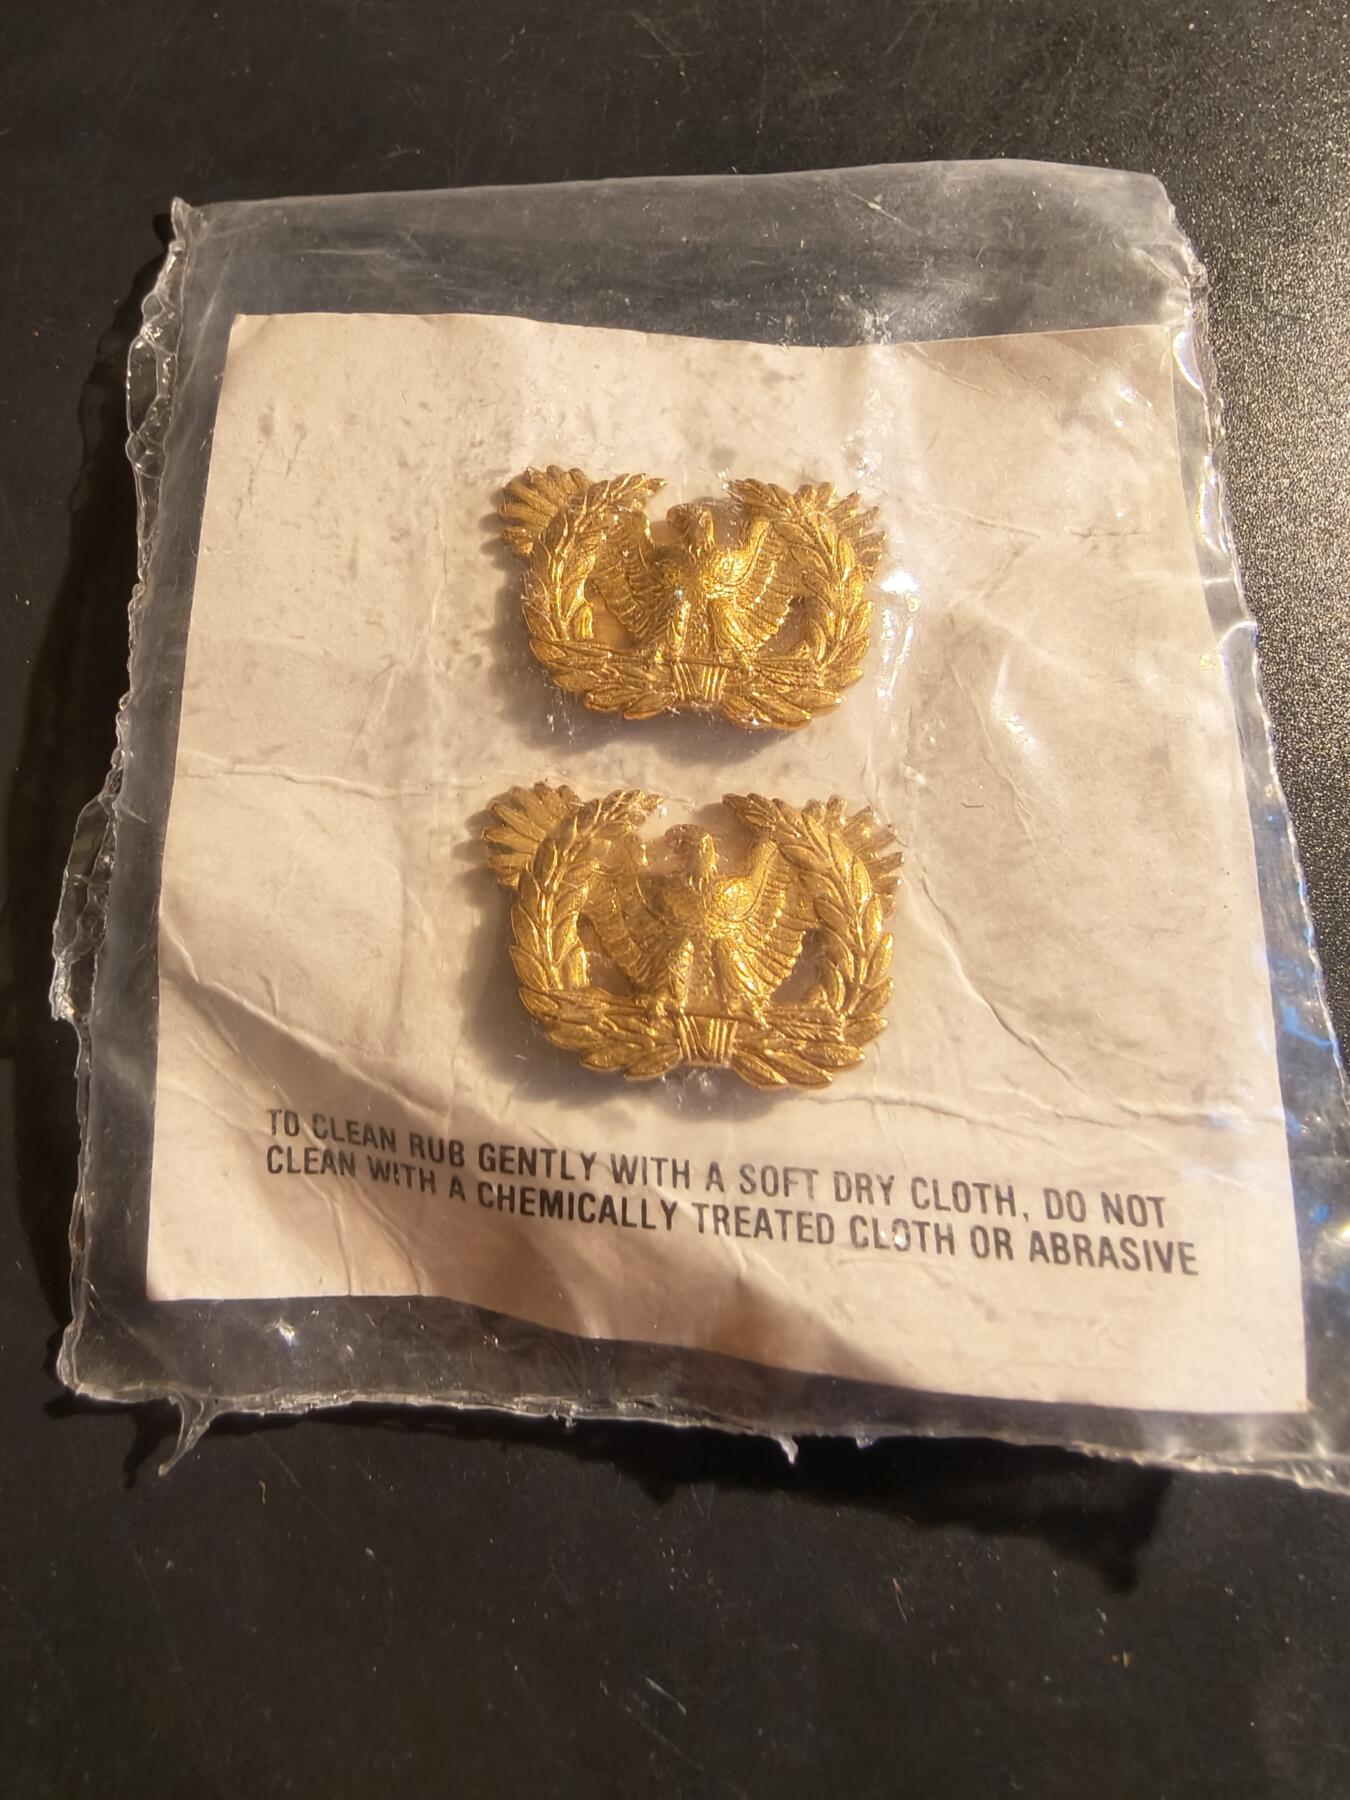 TO CLEAN RUB GENTLY WITH A SOFT DRY CLOTH, DO NOT
CLEAN WITH A CHEMICALLY TREATED CLOTH OR ABRASIVE